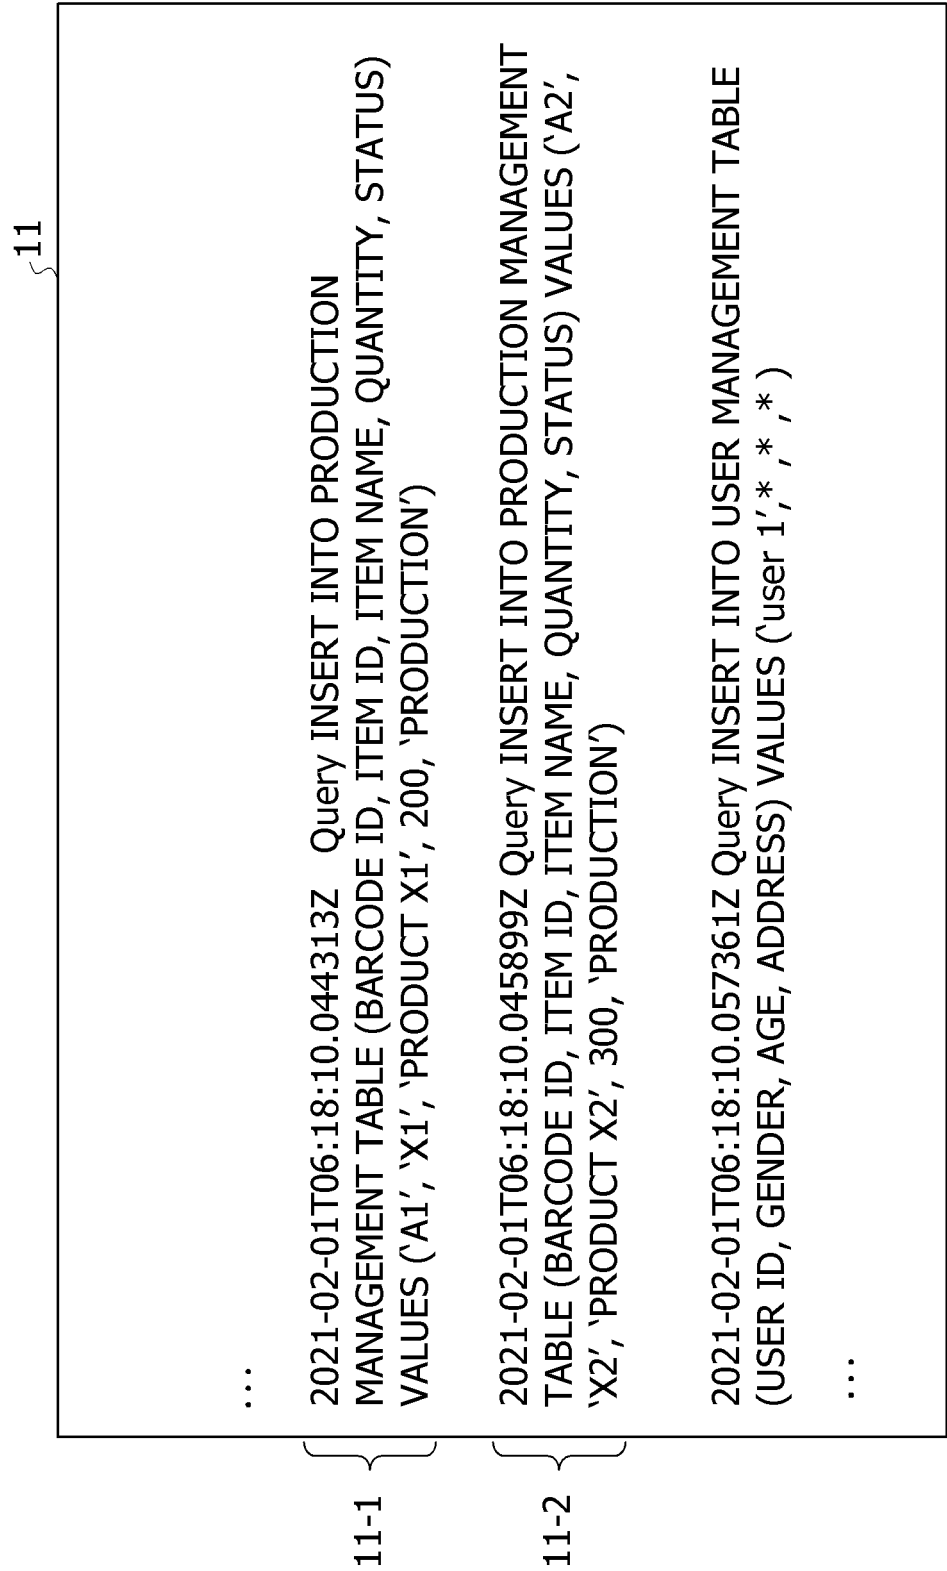 11
...
11-1
2021-02-01T06:18:10.044313Z Query INSERT INTO PRODUCTION
MANAGEMENT TABLE (BARCODE ID, ITEM ID, ITEM NAME, QUANTITY, STATUS)
VALUES (‘A1’, ‘X1’, ‘PRODUCT X1’, 200, ‘PRODUCTION’)
11-2
2021-02-01T06:18:10.045899Z Query INSERT INTO PRODUCTION MANAGEMENT
TABLE (BARCODE ID, ITEM ID, ITEM NAME, QUANTITY, STATUS) VALUES (‘A2’,
‘X2’, ‘PRODUCT X2’, 300, ‘PRODUCTION’)
2021-02-01T06:18:10.057361Z Query INSERT INTO USER MANAGEMENT TABLE
(USER ID, GENDER, AGE, ADDRESS) VALUES (‘user 1’,* ,* ,* )
...